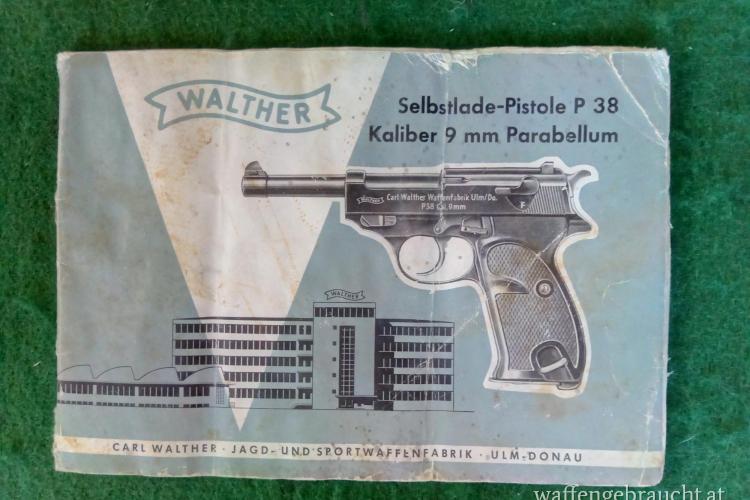 WALTHER
Selbstlade-Pistole P 38
Kaliber 9 mm Parabellum
WALTHER
Carl Walther Waffenfabrik Ulm/Do.
P38 Cal. 9mm
F
WALTHER
CARL WALTHER · JAGD- UND SPORTWAFFENFABRIK · ULM-DONAU
waffengebraucht.at